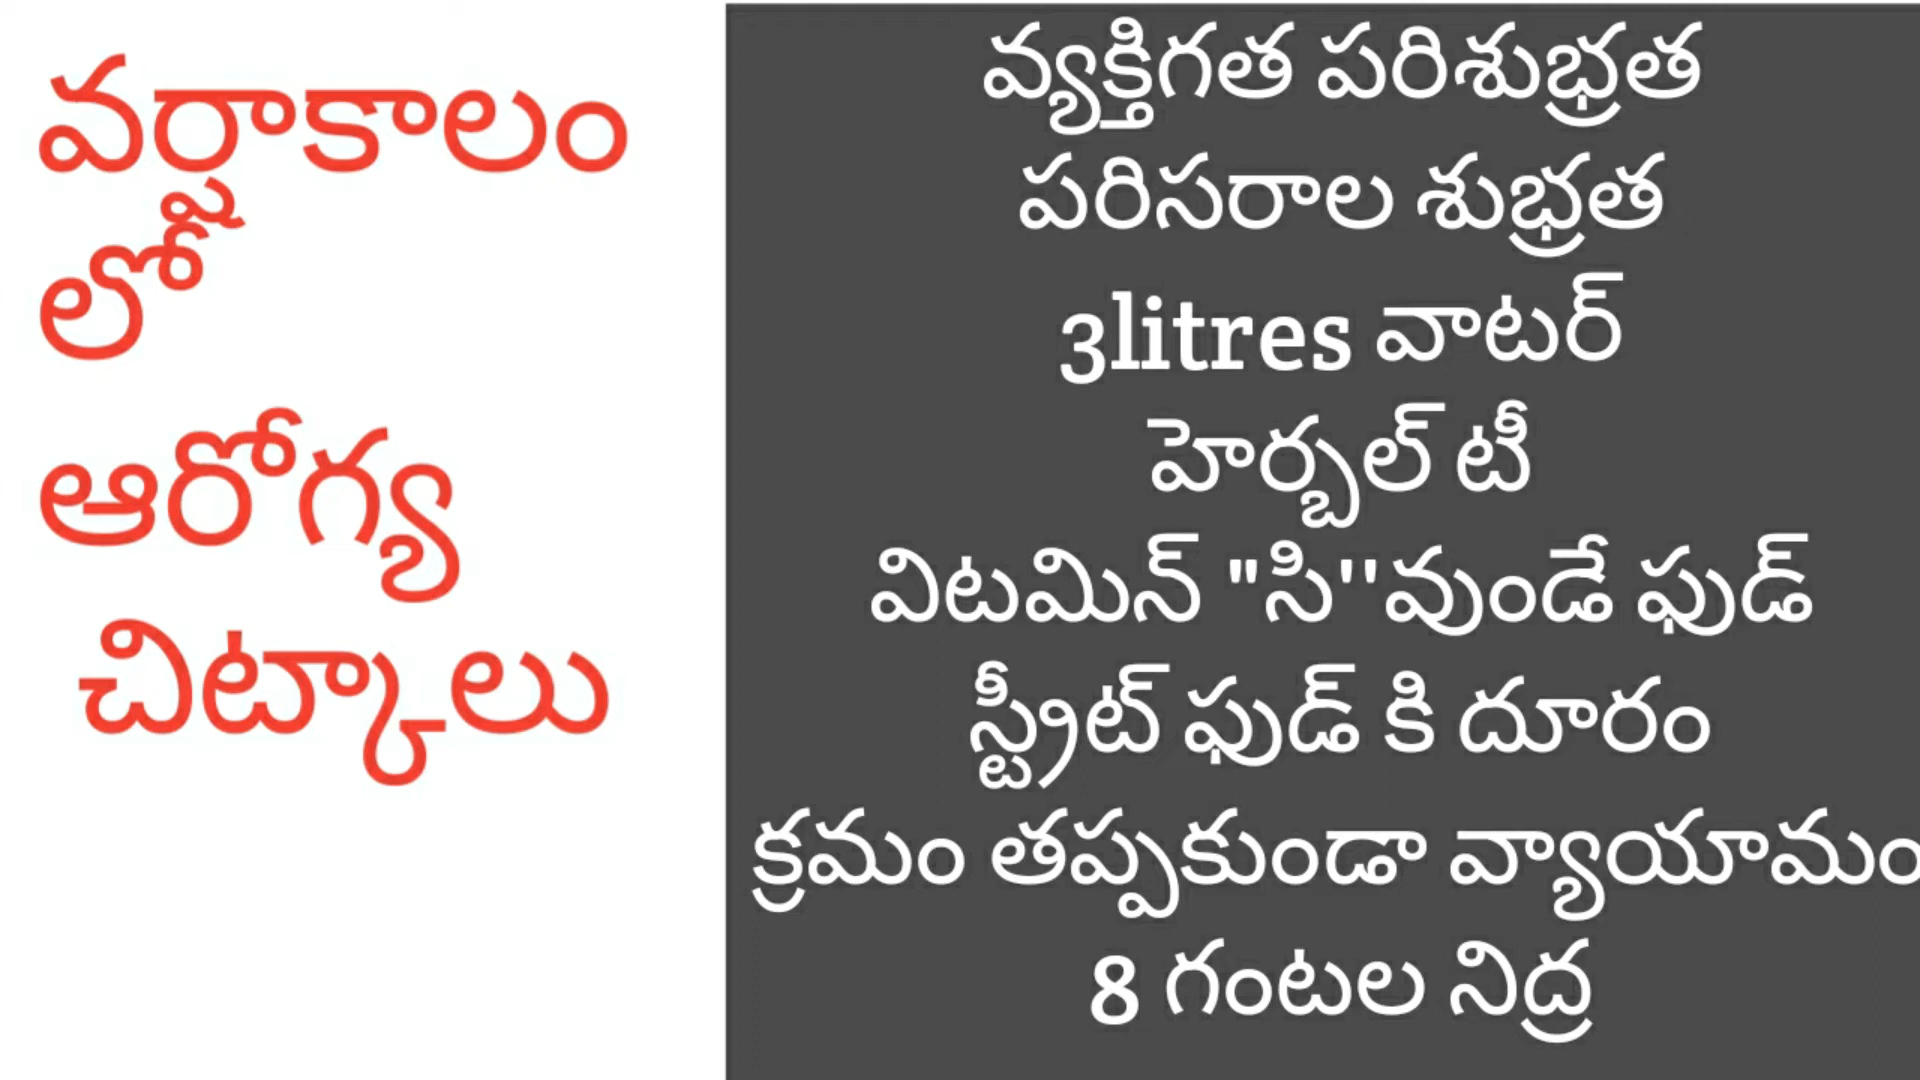 వర్షాకాలం
లో
ఆరోగ్య
చిట్కాలు
వ్యక్తిగత పరిశుభ్రత
పరిసరాల శుభ్రత
3litres వాటర్
హెర్బల్ టీ
విటమిన్ "సి''వుండే ఫుడ్
స్ట్రీట్ ఫుడ్ కి దూరం
క్రమం తప్పకుండా వ్యాయామం
8 గంటల నిద్ర